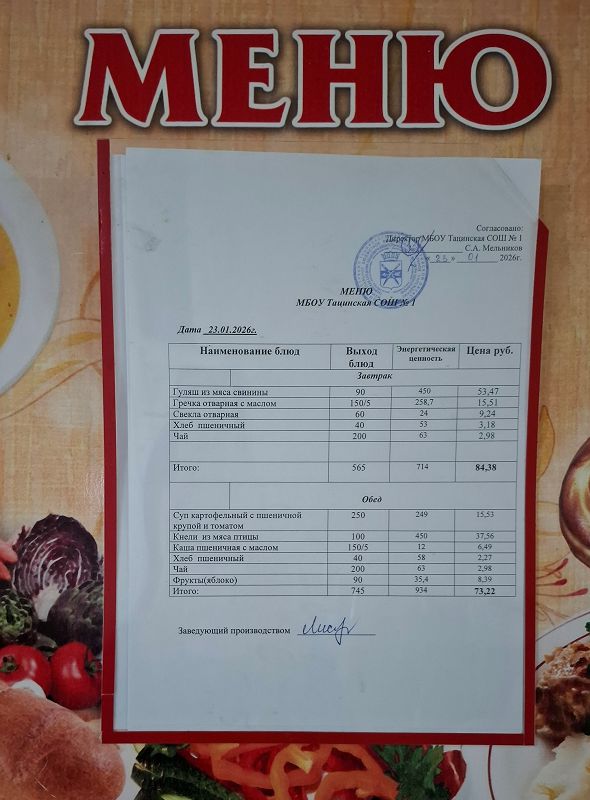 МЕНЮ
Согласовано:
Директор МБОУ Тацинская СОШ № 1
С.А. Мельников
« 23 » 01 2026г.
МЕНЮ
МБОУ Тацинская СОШ № 1
Дата 23.01.2026г.
Наименование блюд Выход блюд Энергетическая ценность Цена руб.
Завтрак
Гуляш из мяса свинины 90 450 53,47
Гречка отварная с маслом 150/5 258,7 15,51
Свекла отварная 60 24 9,24
Хлеб пшеничный 40 53 3,18
Чай 200 63 2,98
Итого: 565 714 84,38
Обед
Суп картофельный с пшеничной 250 249 15,53
крупой и томатом
Кнели из мяса птицы 100 450 37,56
Каша пшеничная с маслом 150/5 12 6,49
Хлеб пшеничный 40 58 2,27
Чай 200 63 2,98
Фрукты(яблоко) 90 35,4 8,39
Итого: 745 934 73,22
Заведующий производством